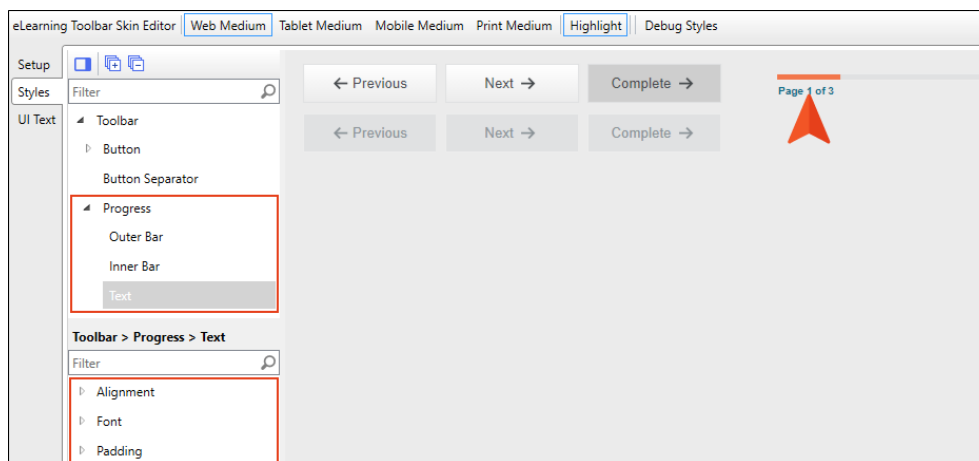 eLearning Toolbar Skin Editor Web Medium Tablet Medium Mobile Medium Print Medium Highlight Debug Styles
Setup
Styles
UI Text
Filter
Toolbar
Button
Button Separator
Progress
Outer Bar
Inner Bar
Text
Toolbar > Progress > Text
Filter
Alignment
Font
Padding
← Previous Next → Complete →
← Previous Next → Complete →
Page 1 of 3